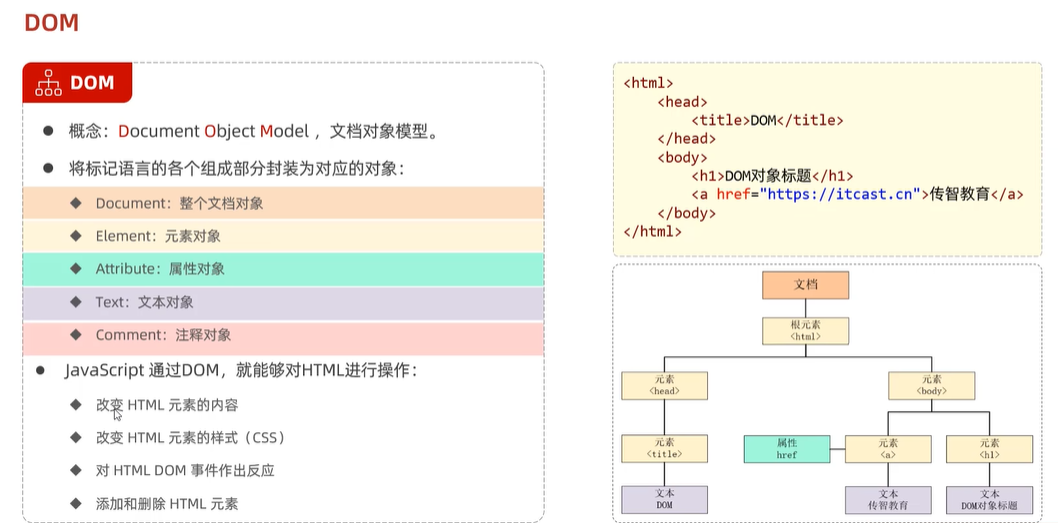 DOM
DOM
● 概念：Document Object Model ，文档对象模型。
● 将标记语言的各个组成部分封装为对应的对象：
◆ Document：整个文档对象
◆ Element：元素对象
◆ Attribute：属性对象
◆ Text：文本对象
◆ Comment：注释对象
● JavaScript 通过DOM，就能够对HTML进行操作：
◆ 改变 HTML 元素的内容
◆ 改变 HTML 元素的样式（CSS）
◆ 对 HTML DOM 事件作出反应
◆ 添加和删除 HTML 元素
<html>
<head>
<title>DOM</title>
</head>
<body>
<h1>DOM对象标题</h1>
<a href="https://itcast.cn">传智教育</a>
</body>
</html>
文档
根元素
<html>
元素
<head>
元素
<body>
元素
<title>
属性
href
元素
<a>
元素
<h1>
文本
DOM
文本
传智教育
文本
DOM对象标题